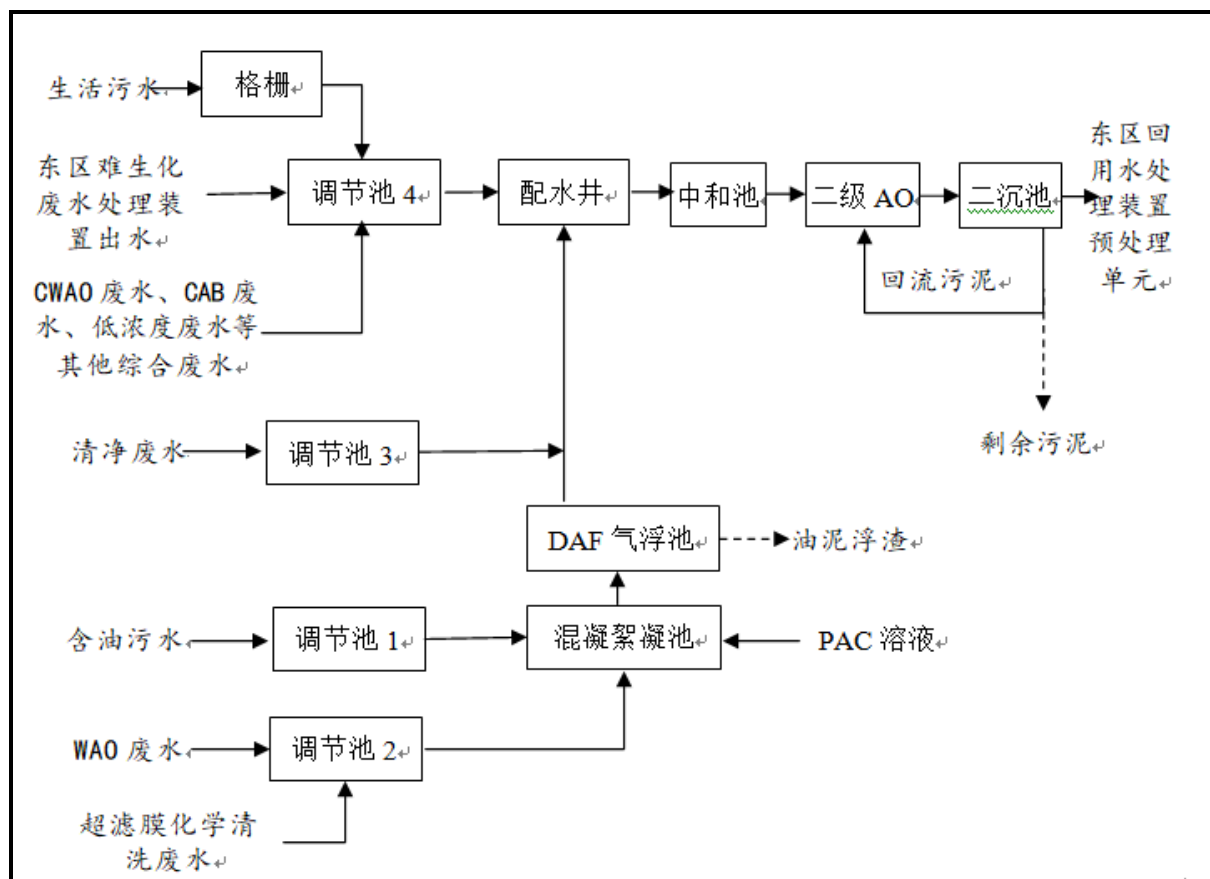 生活污水
格栅
东区难生化
废水处理装
置出水
调节池 4
配水井
中和池
二级 AO
二沉池
东区回
用水处
理装置
预处理
单元
回流污泥
CWAO 废水、CAB 废
水、低浓度废水等
其他综合废水
剩余污泥
清净废水
调节池 3
DAF 气浮池
油泥浮渣
含油污水
调节池 1
混凝絮凝池
PAC 溶液
WAO 废水
调节池 2
超滤膜化学清
洗废水